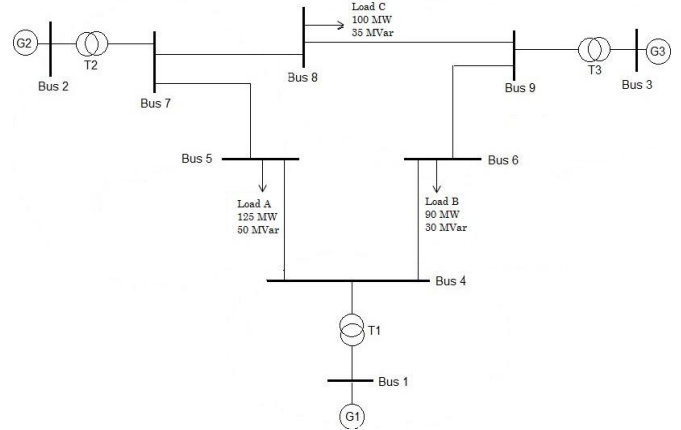 Load C
100 MW
35 MVar
G2
T2
Bus 2
Bus 7
Bus 8
Bus 9
T3
G3
Bus 3
Bus 5
Bus 6
Load A
125 MW
50 MVar
Load B
90 MW
30 MVar
Bus 4
T1
Bus 1
G1